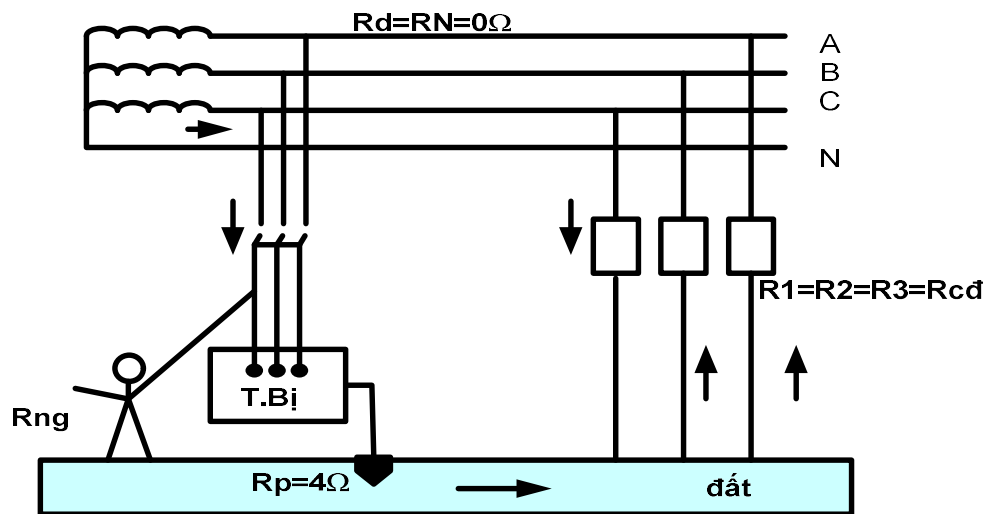 Rd=RN=0Ω
A
B
C
N
R1=R2=R3=Rcđ
T.Bị
Rng
Rp=4Ω
đất